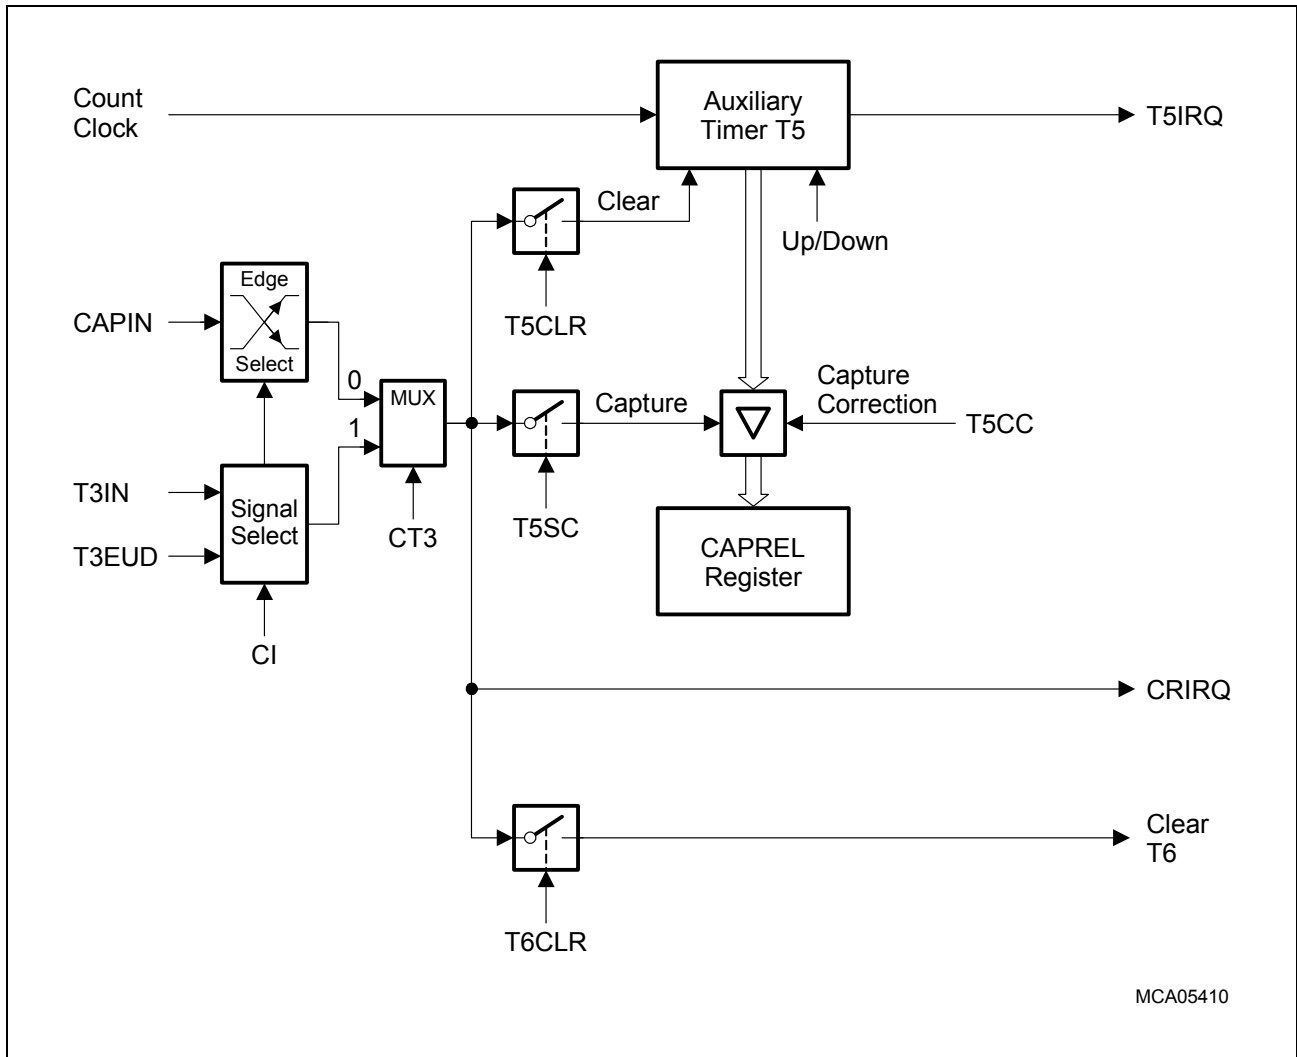 Count
Clock
Auxiliary
Timer T5
T5IRQ
Clear
Up/Down
Edge
Select
CAPIN
T5CLR
0
1
MUX
Capture
Capture
Correction
T5CC
T3IN
T3EUD
Signal
Select
CT3
T5SC
CAPREL
Register
CI
CRIRQ
Clear
T6
T6CLR
MCA05410